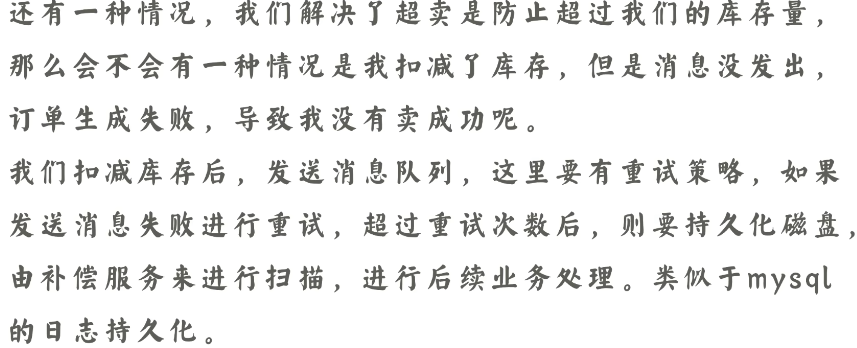 还有一种情况，我们解决了超卖是防止超过我们的库存量，
那么会不会有一种情况是我扣减了库存，但是消息没发出，
订单生成失败，导致我没有卖成功呢。
我们扣减库存后，发送消息队列，这里要有重试策略，如果
发送消息失败进行重试，超过重试次数后，则要持久化磁盘，
由补偿服务来进行扫描，进行后续业务处理。类似于mysql
的日志持久化。